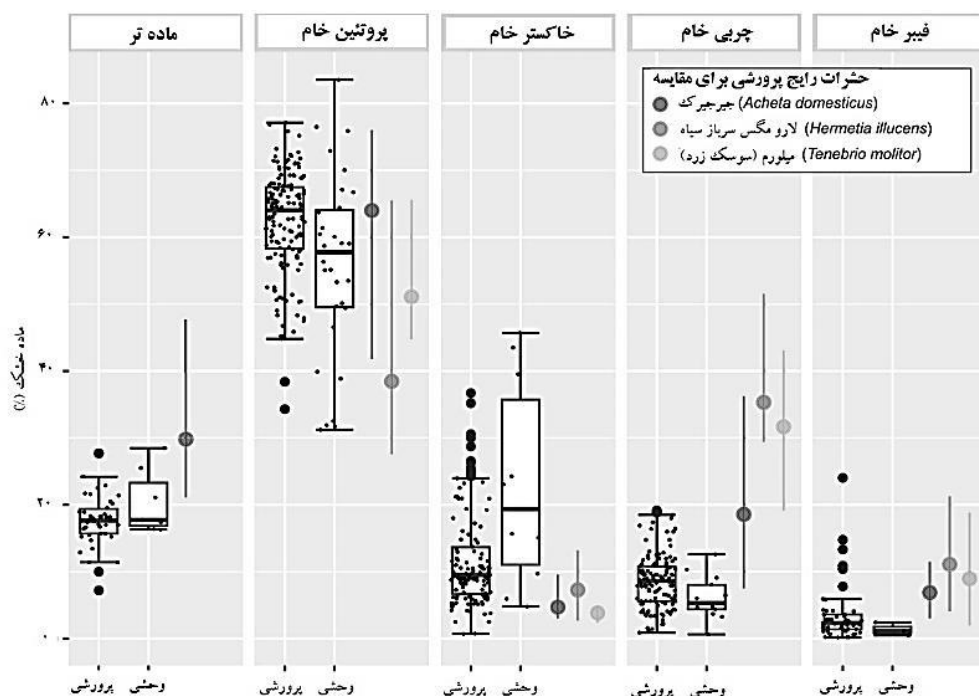 ماده تر
پروتئین خام
خاکستر خام
چربی خام
فیبر خام
حشرات رایج پرورشی برای مقایسه
جیرجیرک (Acheta domesticus)
لارو مگس سرباز سیاه (Hermetia illucens)
میلورم (سوسک زرد) (Tenebrio molitor)
ماده خشک (%)
۸۰
۶۰
۴۰
۲۰
۰۰
پرورشی وحشی پرورشی وحشی پرورشی وحشی پرورشی وحشی پرورشی وحشی